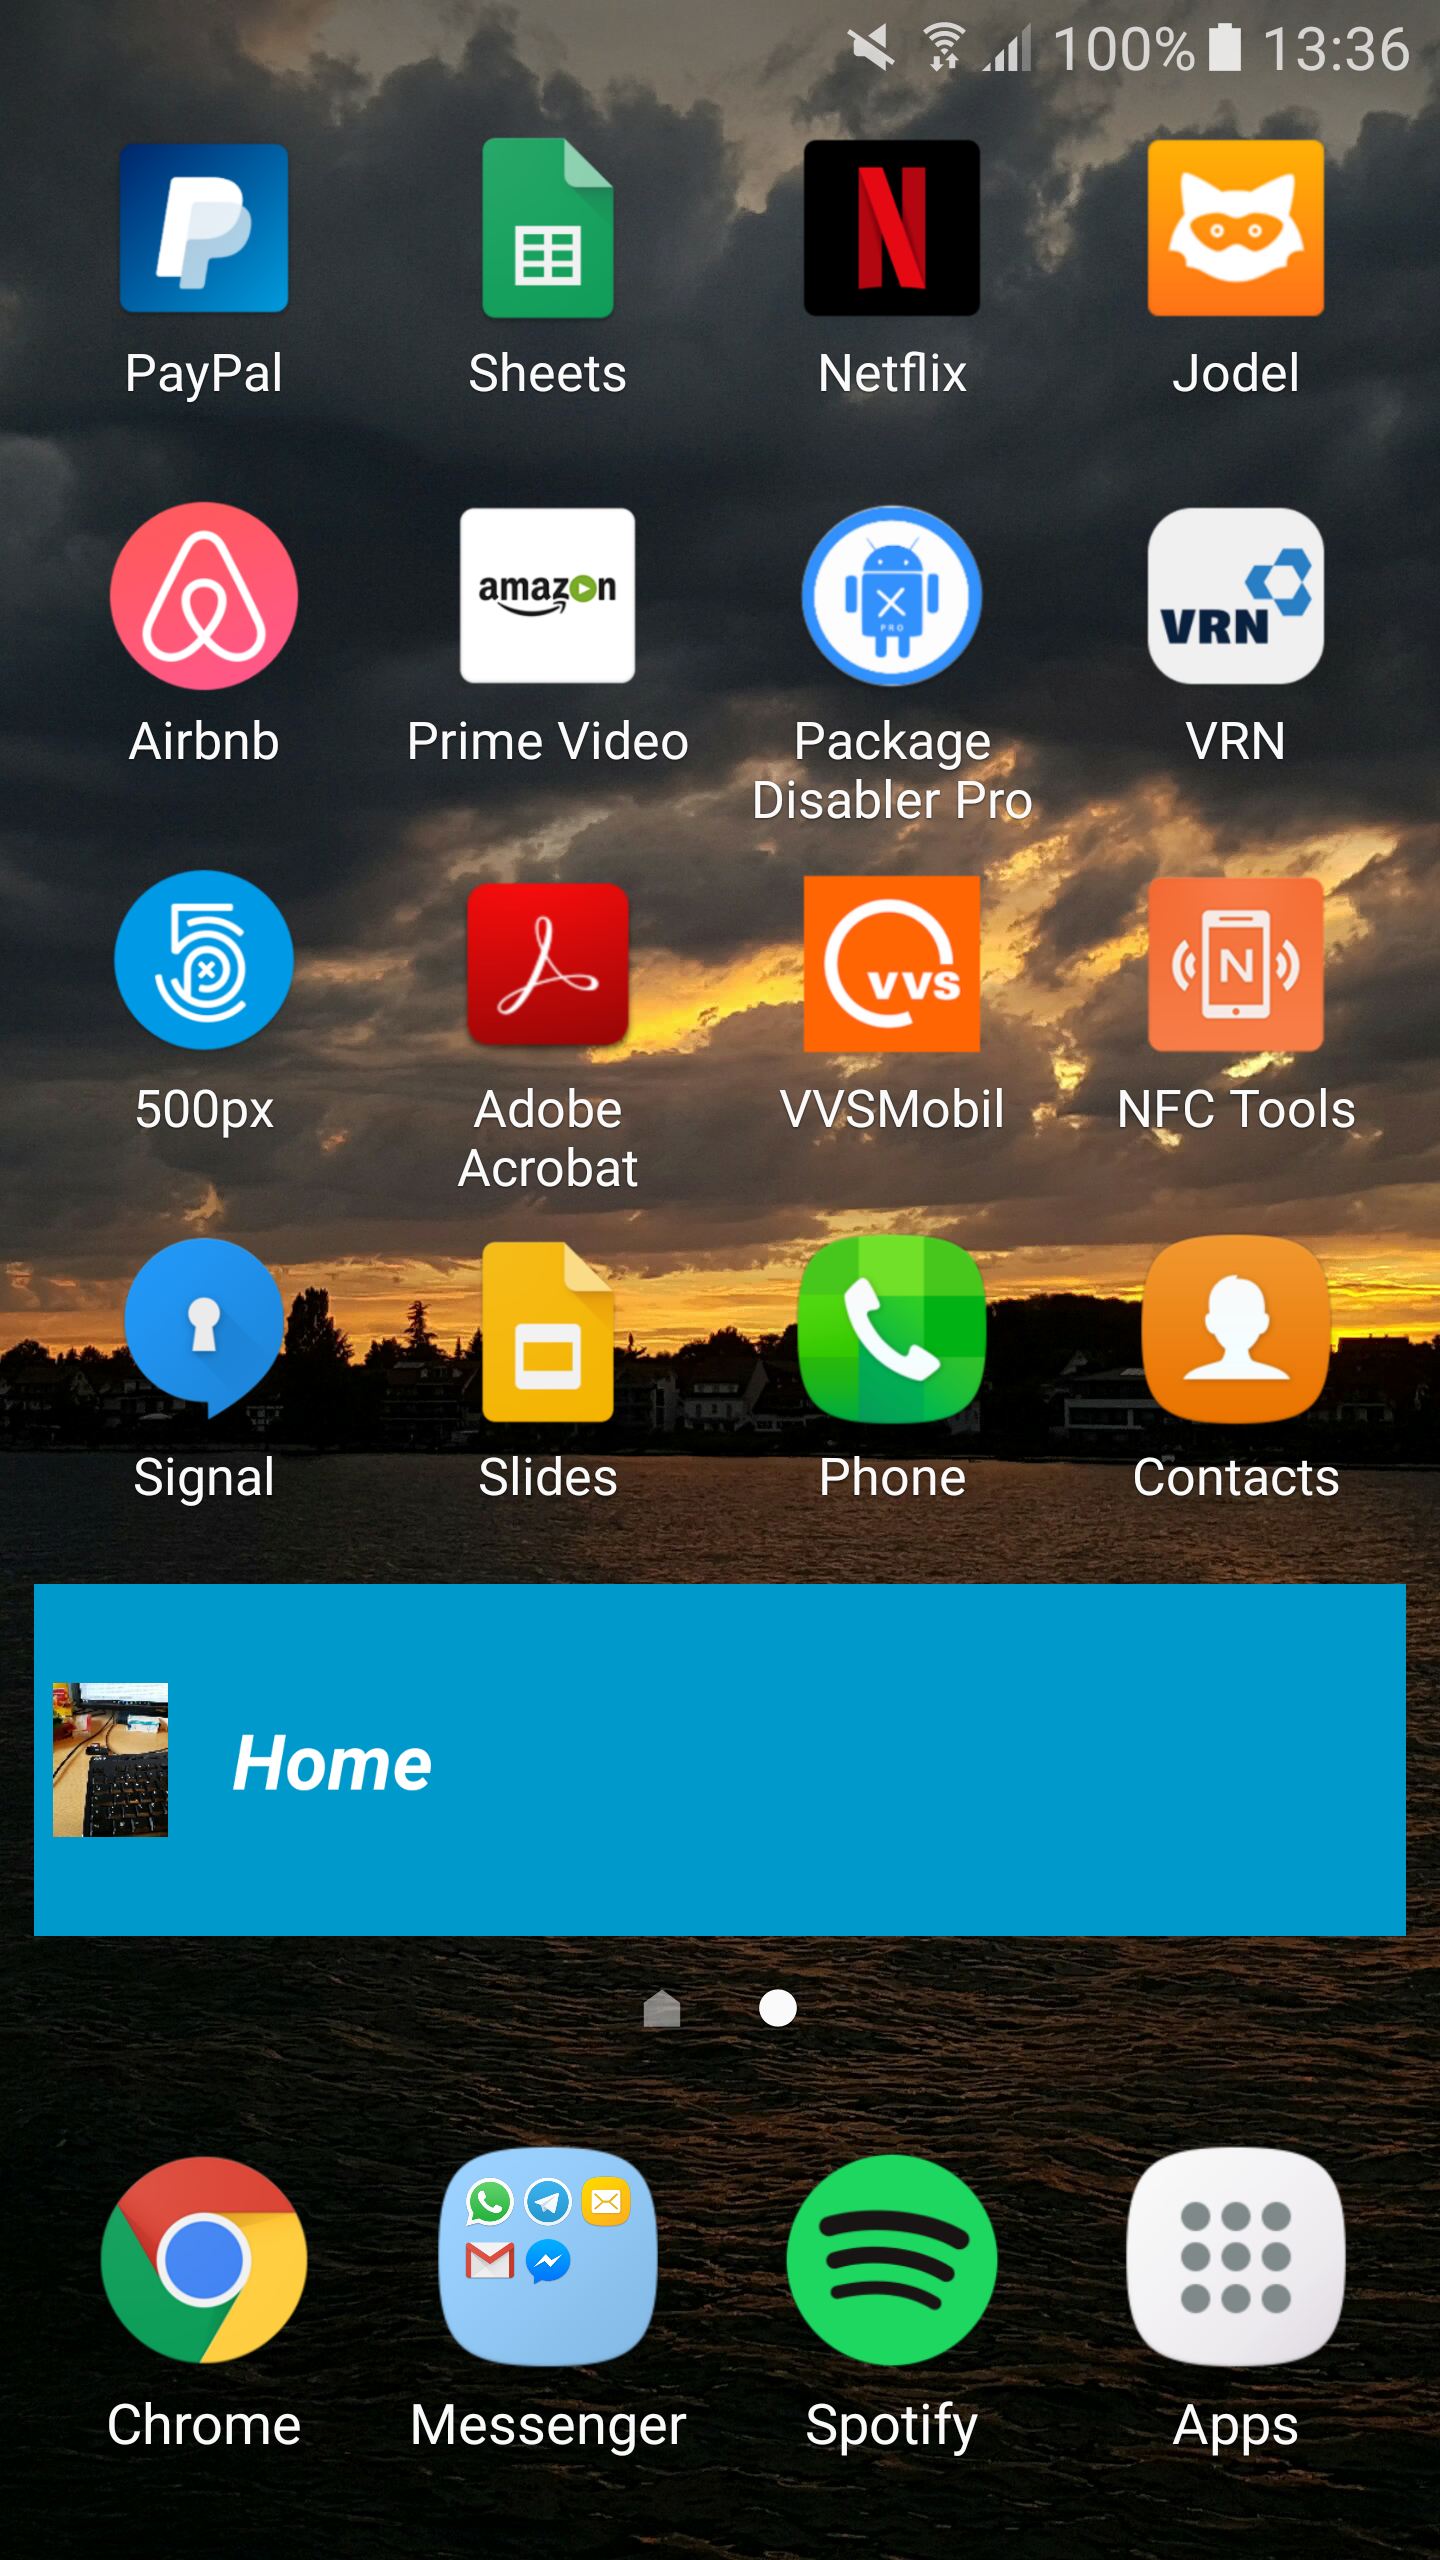 100% 13:36
PayPal Sheets Netflix Jodel
amazon
VRN
PRO
Airbnb Prime Video Package Disabler Pro VRN
5
vvs
N
500px Adobe Acrobat VVSMobil NFC Tools
Signal Slides Phone Contacts
Home
Chrome Messenger Spotify Apps